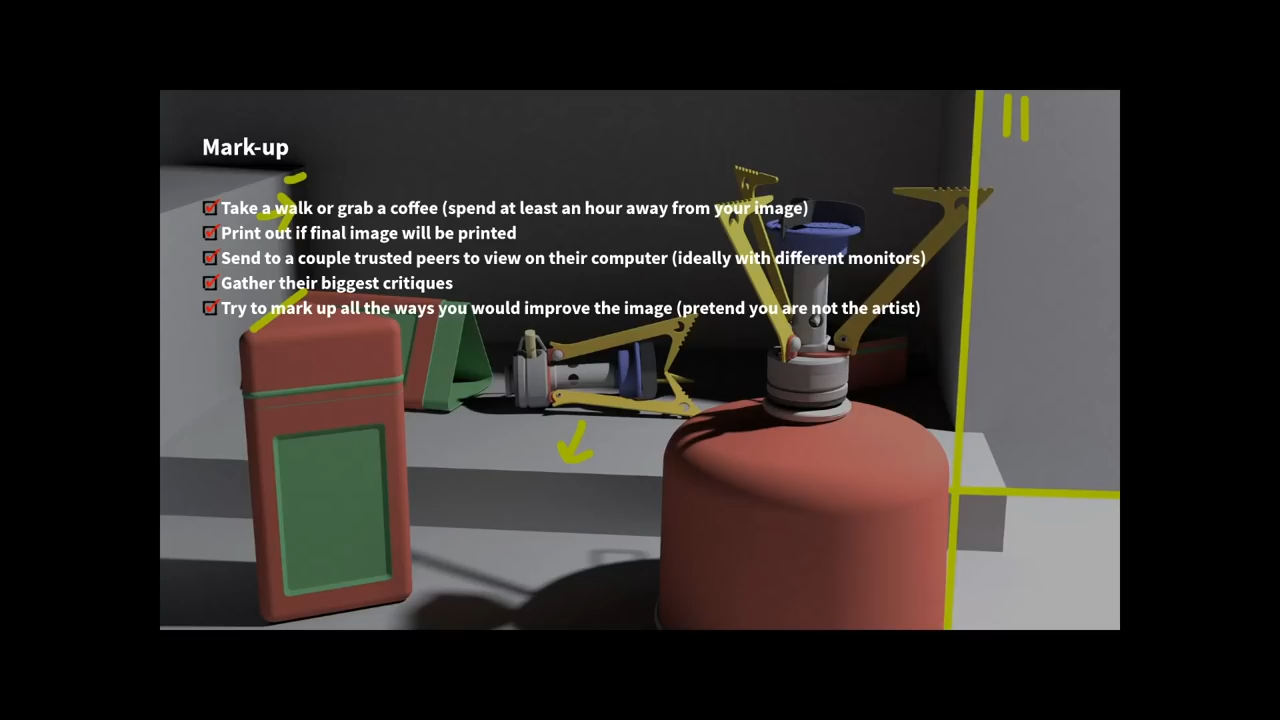 Mark-up
Take a walk or grab a coffee (spend at least an hour away from your image)
Print out if final image will be printed
Send to a couple trusted peers to view on their computer (ideally with different monitors)
Gather their biggest critiques
Try to mark up all the ways you would improve the image (pretend you are not the artist)